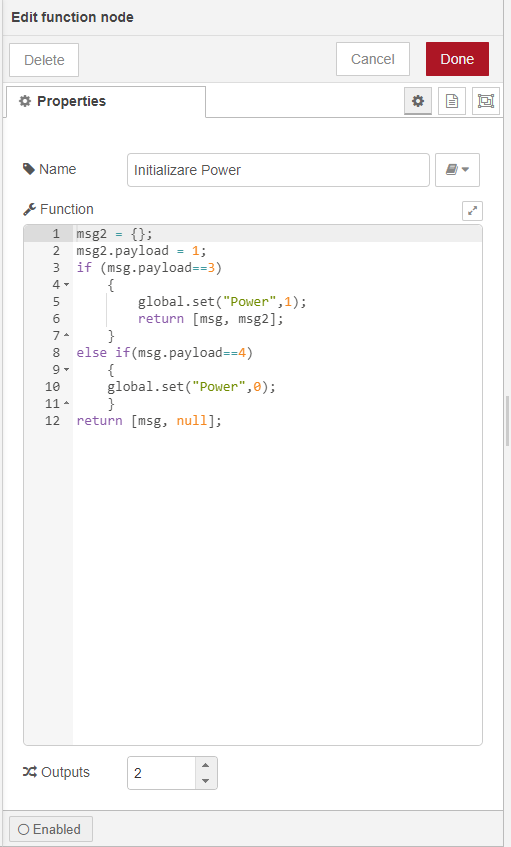 Edit function node
Delete
Cancel
Done
Properties
Name
Initializare Power
Function
1 msg2 = {};
2 msg2.payload = 1;
3 if (msg.payload==3)
4 {
5 global.set("Power",1);
6 return [msg, msg2];
7 }
8 else if(msg.payload==4)
9 {
10 global.set("Power",0);
11 }
12 return [msg, null];
Outputs
2
Enabled